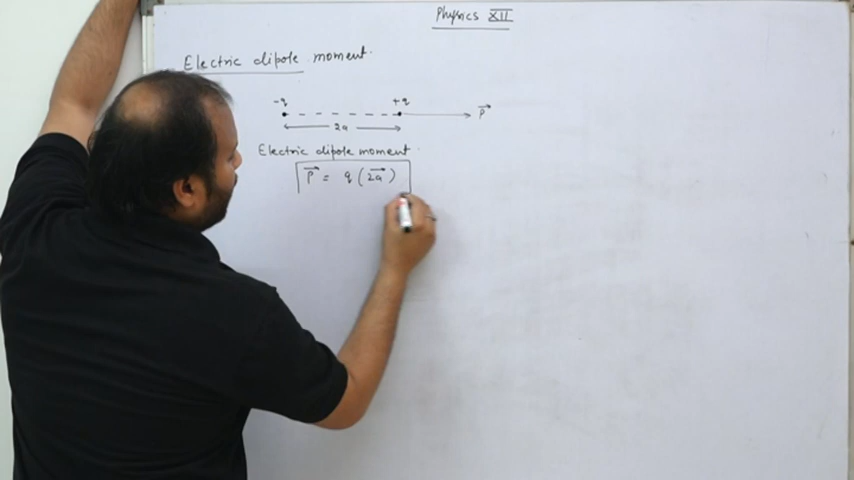 Physics XII
Electric dipole moment.
-q +q P⃗
2a
Electric dipole moment.
P⃗ = q (2a⃗)